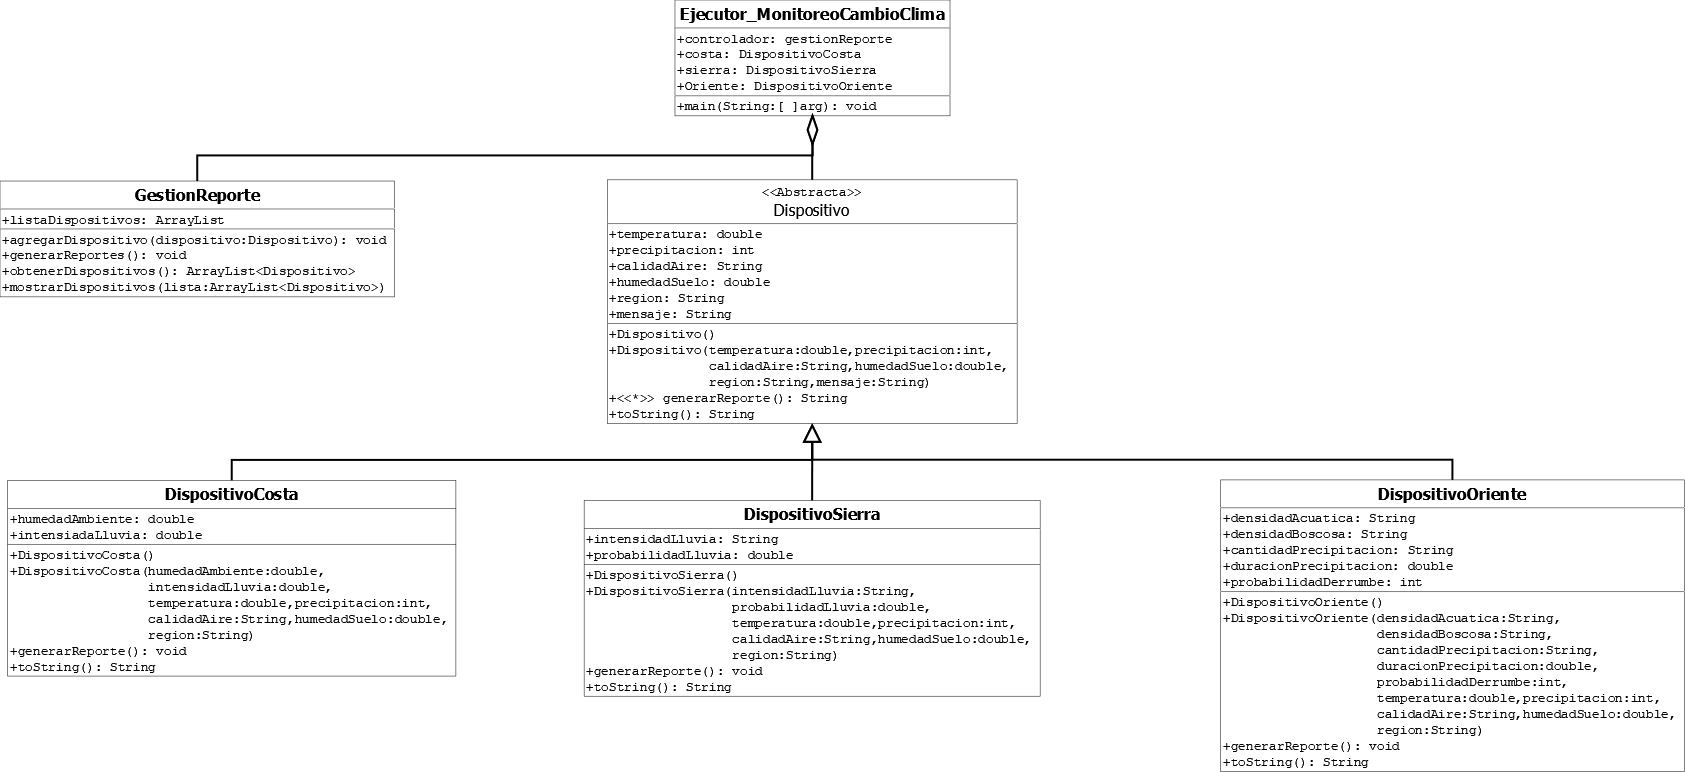 Ejecutor_MonitoreoCambioClima
+controlador: gestionReporte
+costa: DispositivoCosta
+sierra: DispositivoSierra
+Oriente: DispositivoOriente
+main(String:[ ]arg): void
GestionReporte
+listaDispositivos: ArrayList
+agregarDispositivo(dispositivo:Dispositivo): void
+generarReportes(): void
+obtenerDispositivos(): ArrayList<Dispositivo>
+mostrarDispositivos(lista:ArrayList<Dispositivo>)
<<Abstracta>>
Dispositivo
+temperatura: double
+precipitacion: int
+calidadAire: String
+humedadSuelo: double
+region: String
+mensaje: String
+Dispositivo()
+Dispositivo(temperatura:double,precipitacion:int,
calidadAire:String,humedadSuelo:double,
region:String,mensaje:String)
+<<*>> generarReporte(): String
+toString(): String
DispositivoCosta
+humedadAmbiente: double
+intensiadaLluvia: double
+DispositivoCosta()
+DispositivoCosta(humedadAmbiente:double,
intensidadLluvia:double,
temperatura:double,precipitacion:int,
calidadAire:String,humedadSuelo:double,
region:String)
+generarReporte(): void
+toString(): String
DispositivoSierra
+intensidadLluvia: String
+probabilidadLluvia: double
+DispositivoSierra()
+DispositivoSierra(intensidadLluvia:String,
probabilidadLluvia:double,
temperatura:double,precipitacion:int,
calidadAire:String,humedadSuelo:double,
region:String)
+generarReporte(): void
+toString(): String
DispositivoOriente
+densidadAcuatica: String
+densidadBoscosa: String
+cantidadPrecipitacion: String
+duracionPrecipitacion: double
+probabilidadDerrumbe: int
+DispositivoOriente()
+DispositivoOriente(densidadAcuatica:String,
densidadBoscosa:String,
cantidadPrecipitacion:String,
duracionPrecipitacion:double,
probabilidadDerrumbe:int,
temperatura:double,precipitacion:int,
calidadAire:String,humedadSuelo:double,
region:String)
+generarReporte(): void
+toString(): String